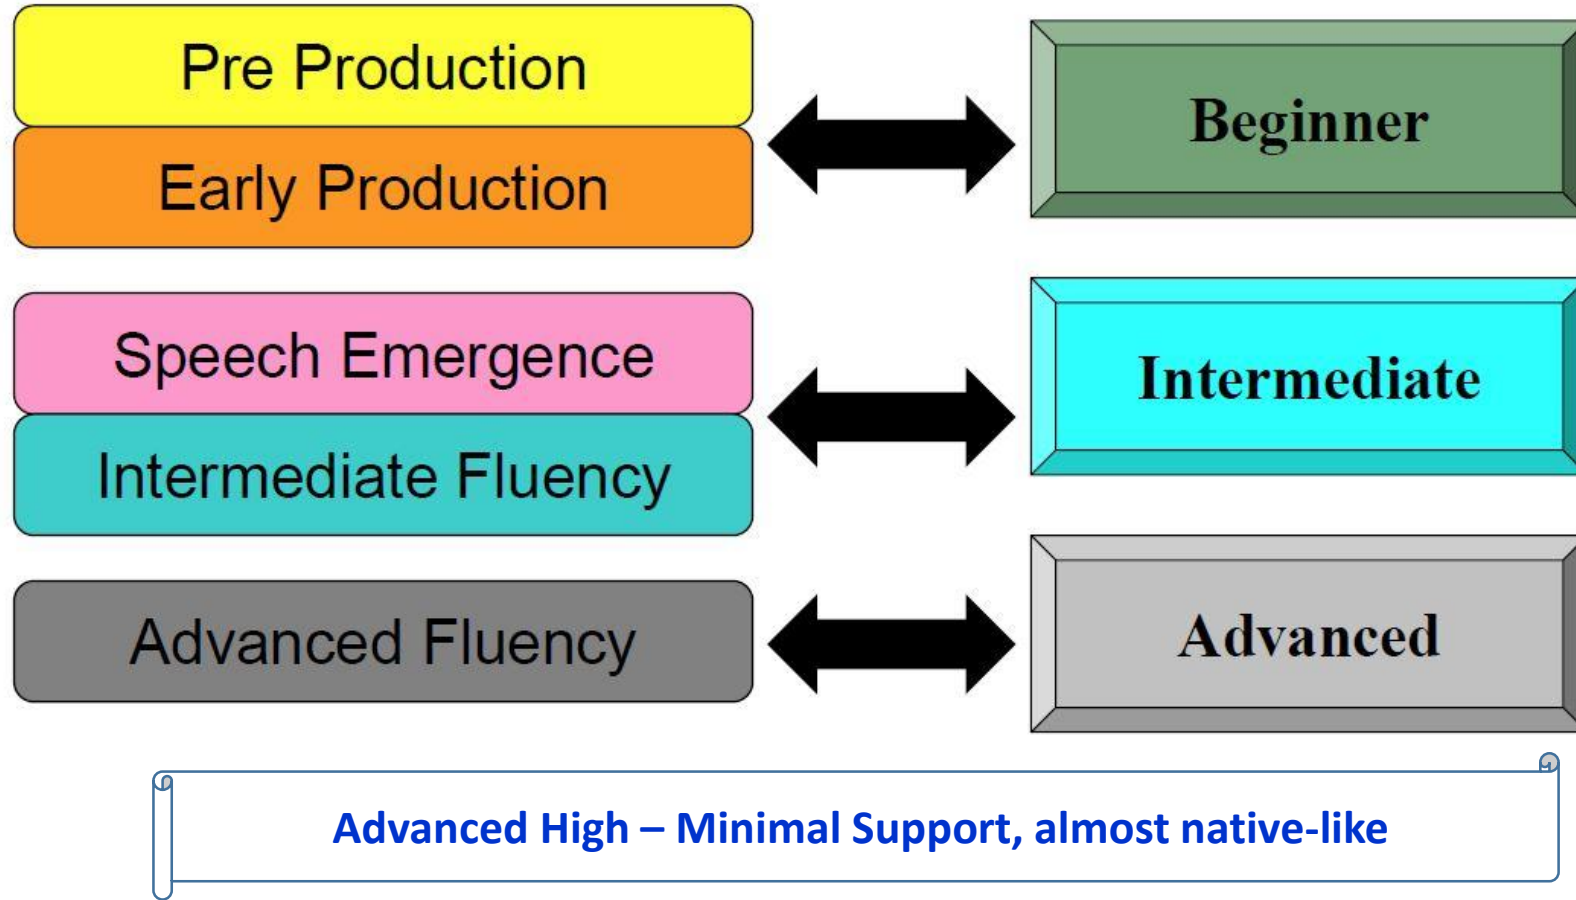 Pre Production
Early Production
Beginner
Speech Emergence
Intermediate Fluency
Intermediate
Advanced Fluency
Advanced
Advanced High – Minimal Support, almost native-like